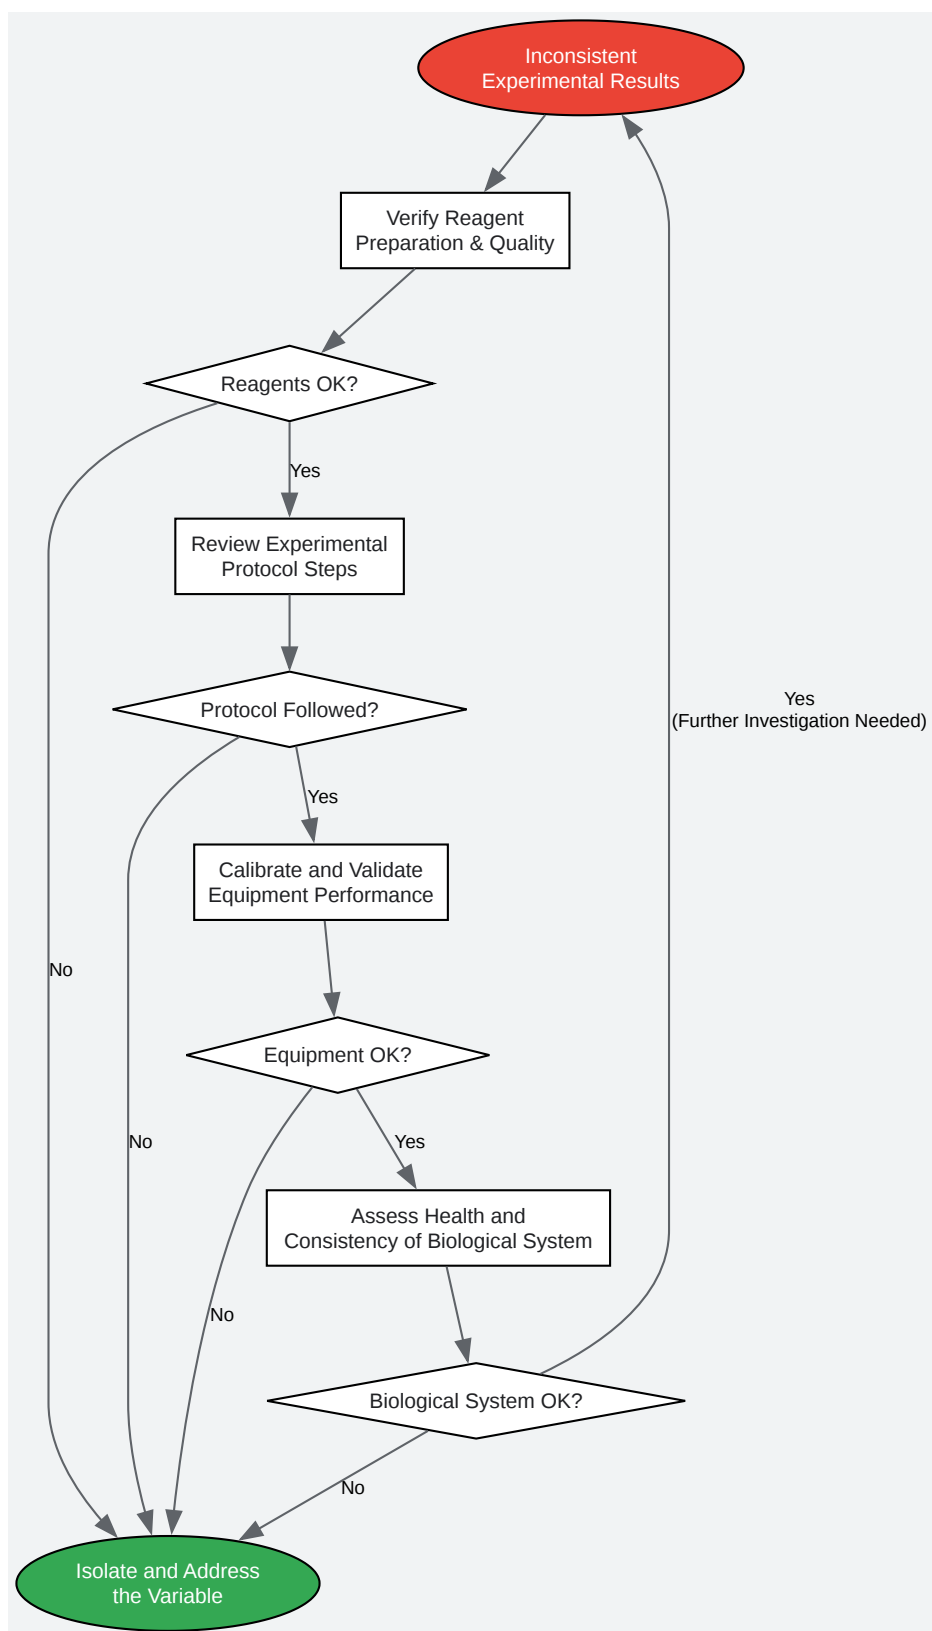 Inconsistent
Experimental Results
Verify Reagent
Preparation & Quality
Reagents OK?
Yes
Review Experimental
Protocol Steps
Protocol Followed?
Yes
(Further Investigation Needed)
Yes
Calibrate and Validate
Equipment Performance
No
Equipment OK?
No
Yes
Assess Health and
Consistency of Biological System
No
Biological System OK?
No
Isolate and Address
the Variable